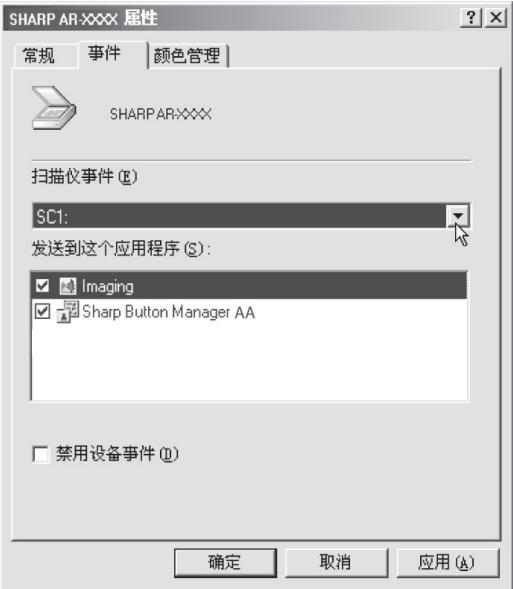 SHARP AR-XXXX 属性
常规 事件 颜色管理
SHARP AR-XXXX
扫描仪事件(E)
SC1:
发送到这个应用程序(S):
Imaging
Sharp Button Manager AA
禁用设备事件(D)
确定 取消 应用(A)